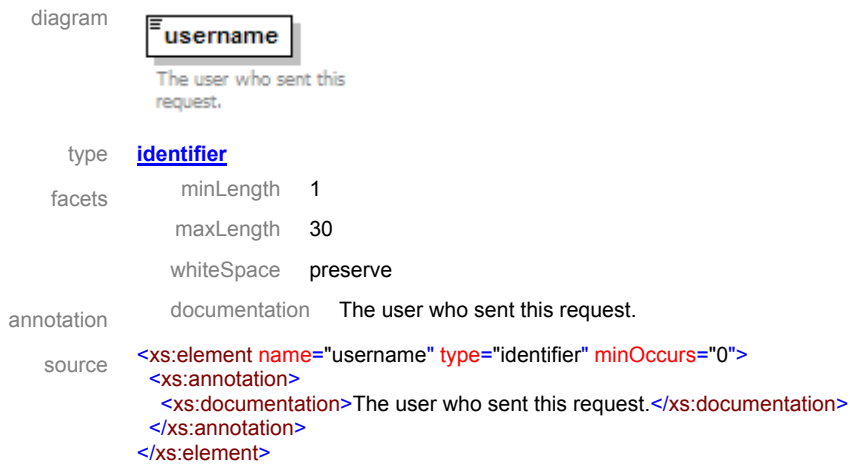 diagram
username
The user who sent this
request.
type identifier
facets minLength 1
maxLength 30
whiteSpace preserve
annotation documentation The user who sent this request.
source <xs:element name="username" type="identifier" minOccurs="0">
<xs:annotation>
<xs:documentation>The user who sent this request.</xs:documentation>
</xs:annotation>
</xs:element>